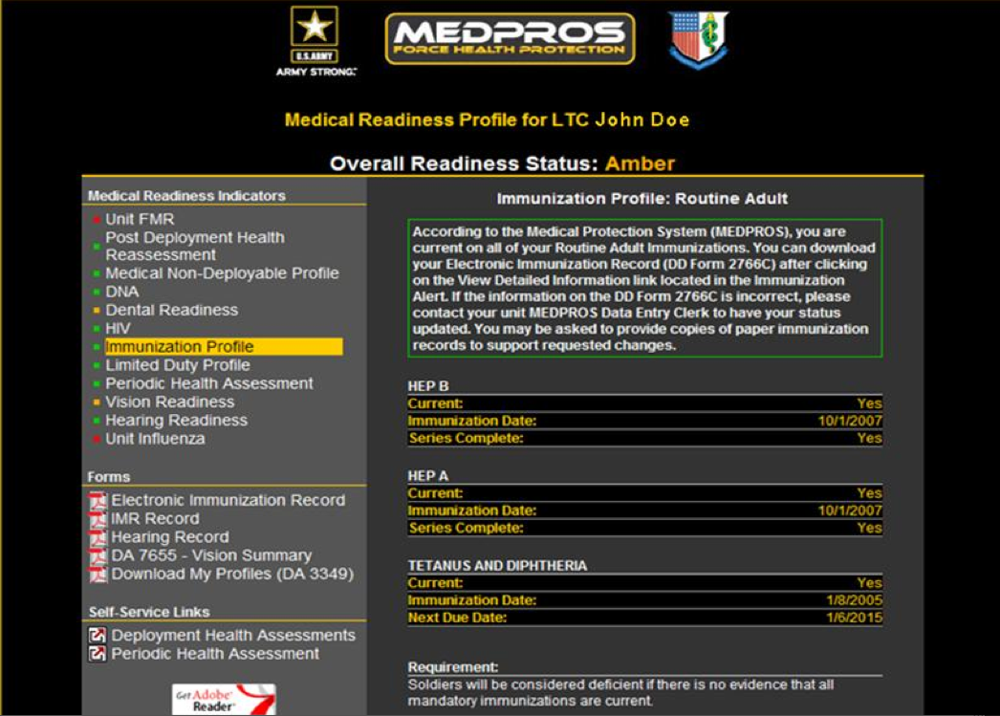 U.S.ARMY
ARMY STRONG.
MEDPROS
FORCE HEALTH PROTECTION
Medical Readiness Profile for LTC John Doe
Overall Readiness Status: Amber
Medical Readiness Indicators
Unit FMR
Post Deployment Health
Reassessment
Medical Non-Deployable Profile
DNA
Dental Readiness
HIV
Immunization Profile
Limited Duty Profile
Periodic Health Assessment
Vision Readiness
Hearing Readiness
Unit Influenza
Forms
Electronic Immunization Record
IMR Record
Hearing Record
DA 7655 - Vision Summary
Download My Profiles (DA 3349)
Self-Service Links
Deployment Health Assessments
Periodic Health Assessment
Get Adobe
Reader
Immunization Profile: Routine Adult
According to the Medical Protection System (MEDPROS), you are
current on all of your Routine Adult Immunizations. You can download
your Electronic Immunization Record (DD Form 2766C) after clicking
on the View Detailed Information link located in the Immunization
Alert. If the information on the DD Form 2766C is incorrect, please
contact your unit MEDPROS Data Entry Clerk to have your status
updated. You may be asked to provide copies of paper immunization
records to support requested changes.
HEP B
Current: Yes
Immunization Date: 10/1/2007
Series Complete: Yes
HEP A
Current: Yes
Immunization Date: 10/1/2007
Series Complete: Yes
TETANUS AND DIPHTHERIA
Current: Yes
Immunization Date: 1/8/2005
Next Due Date: 1/6/2015
Requirement:
Soldiers will be considered deficient if there is no evidence that all
mandatory immunizations are current.